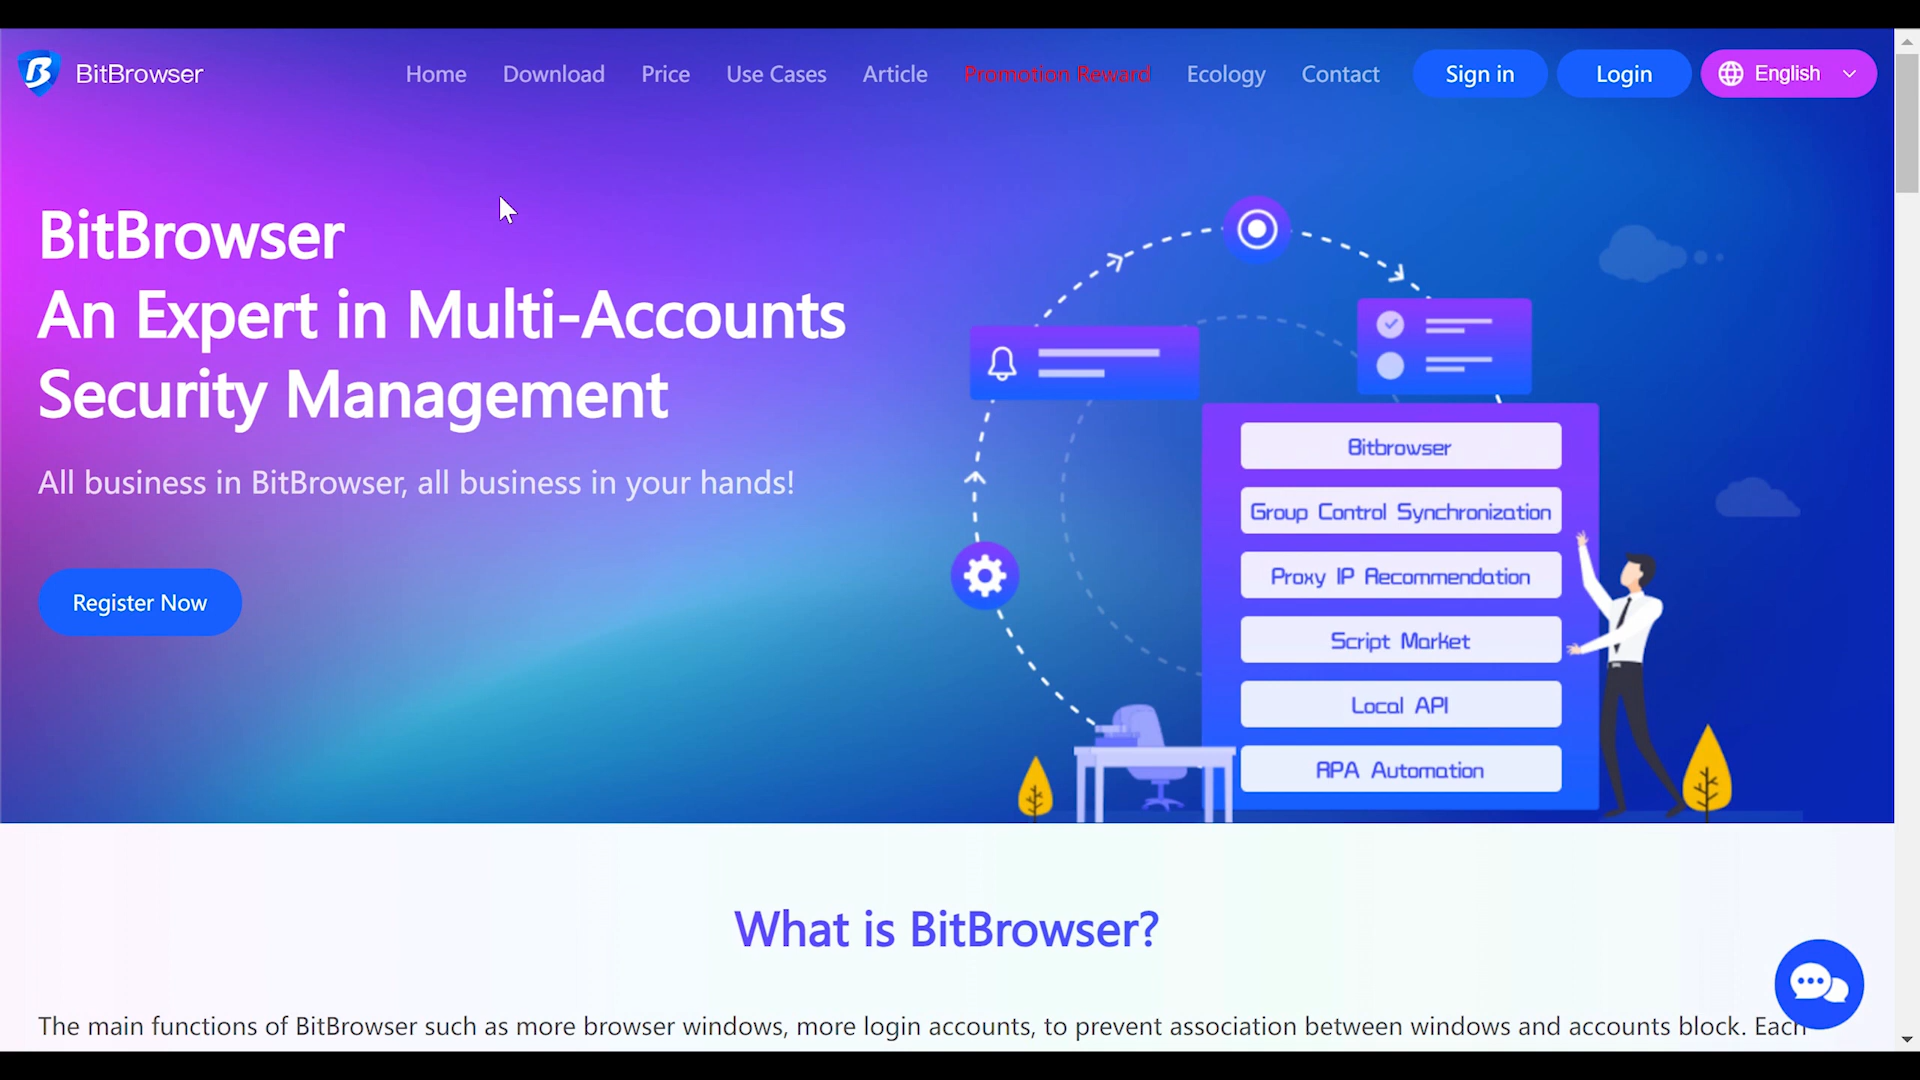 BitBrowser
Home
Download
Price
Use Cases
Article
Promotion Reward
Ecology
Contact
Sign in
Login
English
BitBrowser
An Expert in Multi-Accounts
Security Management
All business in BitBrowser, all business in your hands!
Register Now
Bitbrowser
Group Control Synchronization
Proxy IP Recommendation
Script Market
Local API
RPA Automation
What is BitBrowser?
The main functions of BitBrowser such as more browser windows, more login accounts, to prevent association between windows and accounts block. Each